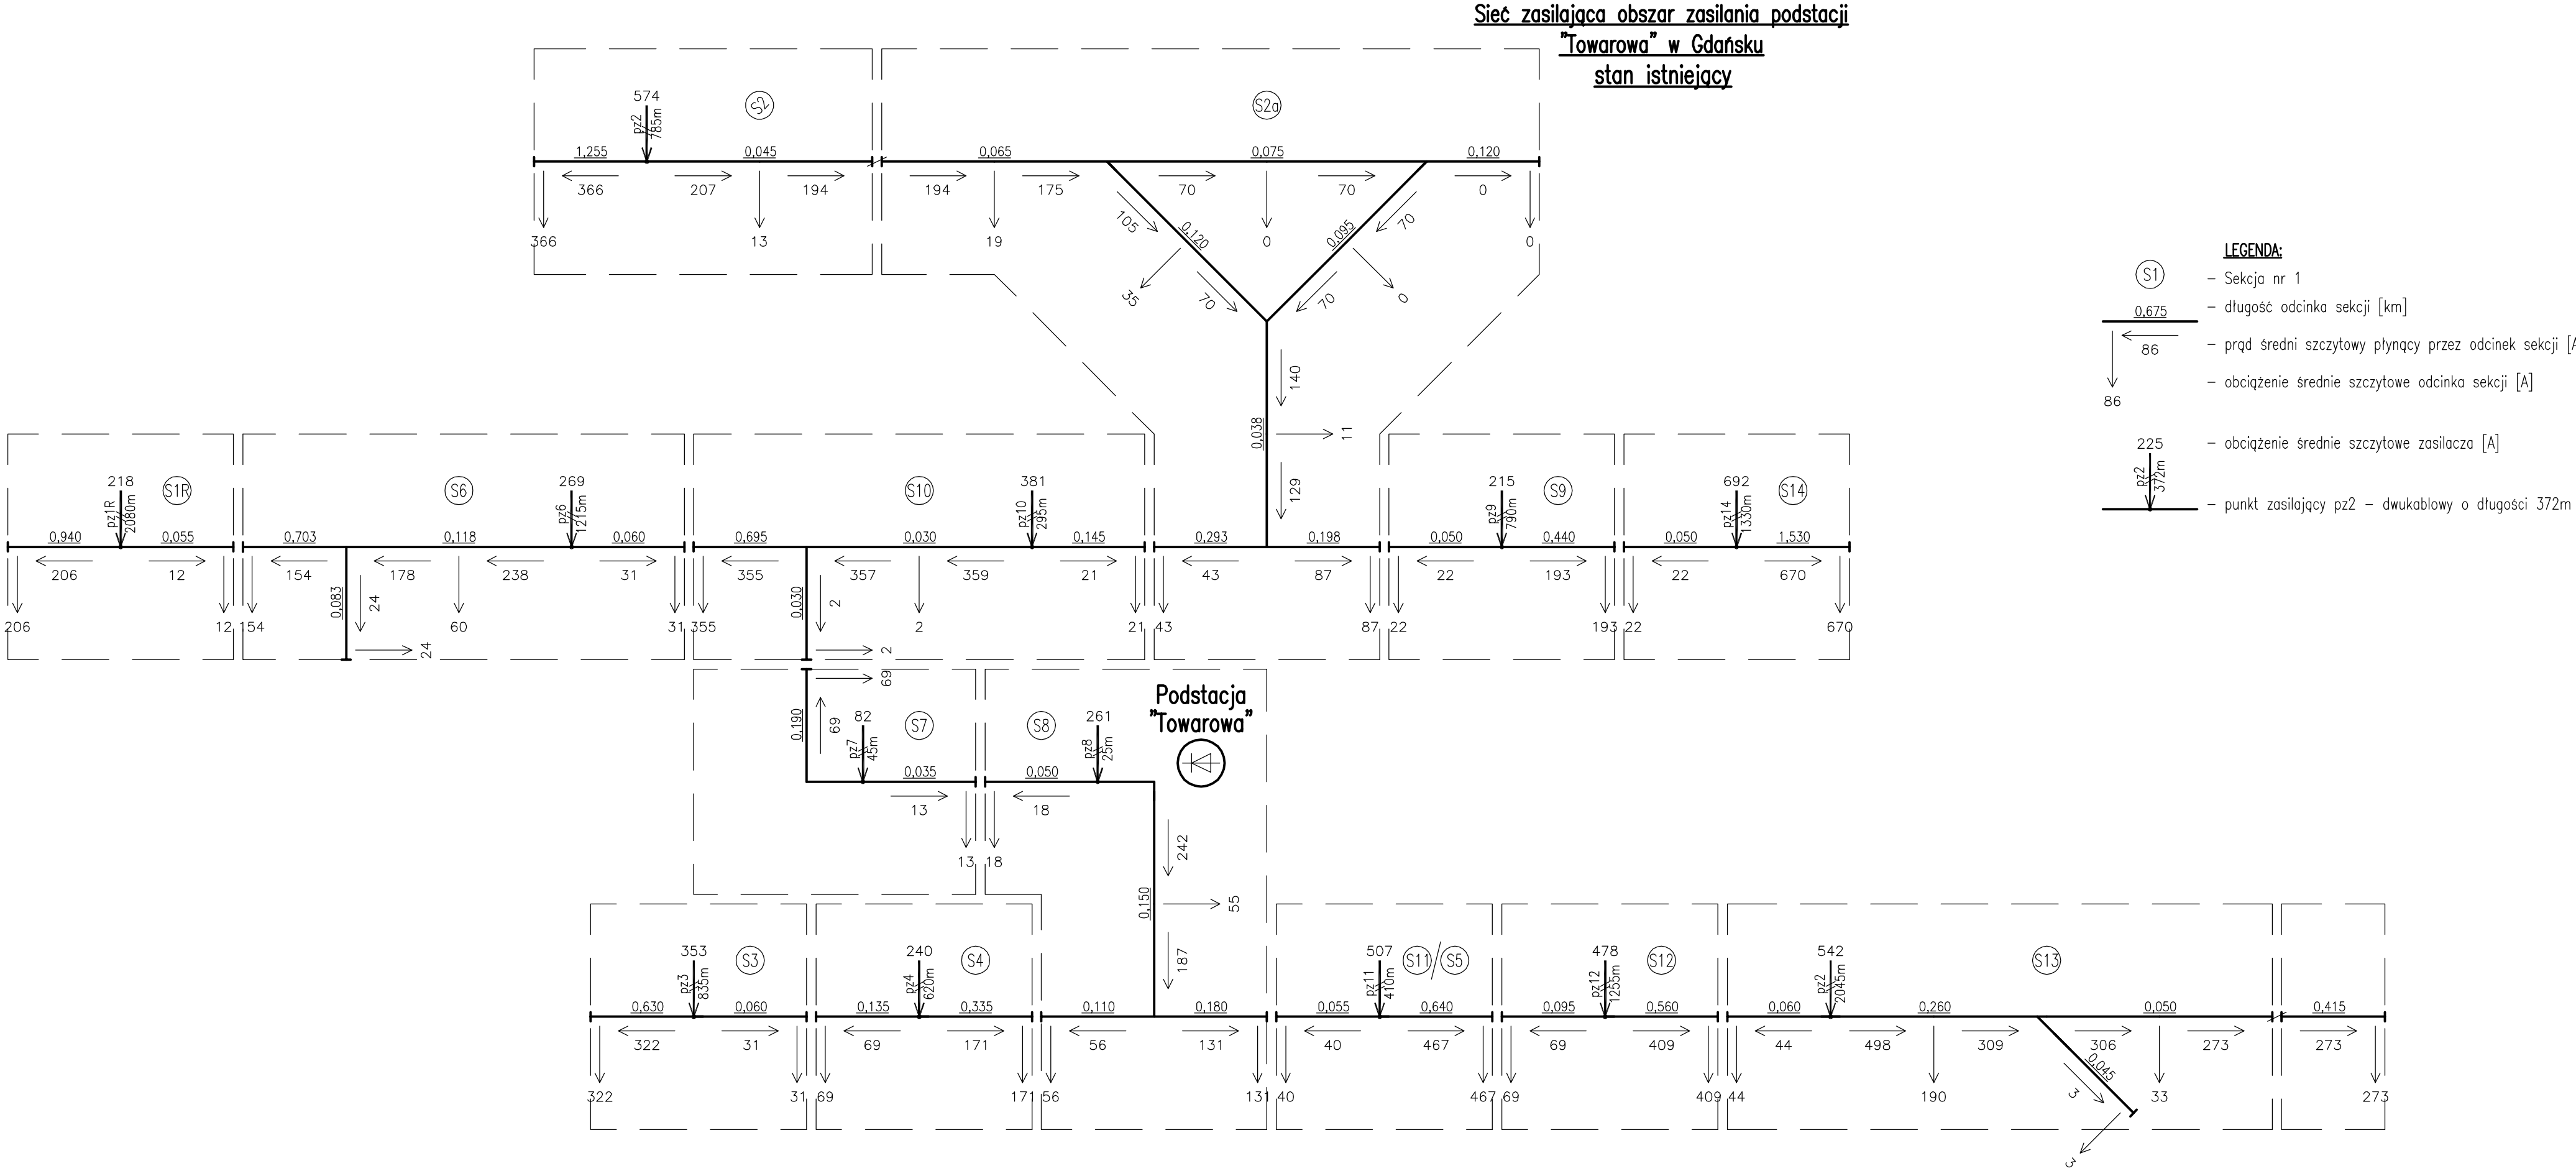 Sieć zasilająca obszar zasilania podstacji
"Towarowa" w Gdańsku
stan istniejący
574
S2
S2a
pz2
785m
1,255
0,045
0,065
0,075
0,120
366
207
194
194
175
70
70
0
105
0,120
0,095
70
366
13
19
0
0
35
70
70
0
140
0,038
11
129
LEGENDA:
S1
- Sekcja nr 1
0,675
- długość odcinka sekcji [km]
86
- prąd średni szczytowy płynący przez odcinek sekcji [A
- obciążenie średnie szczytowe odcinka sekcji [A]
86
225
- obciążenie średnie szczytowe zasilacza [A]
pz2
372m
- punkt zasilający pz2 - dwukablowy o długości 372m
218
S1R
S6
269
S10
381
215
S9
692
S14
pz1R
2080m
pz6
1215m
pz10
295m
pz9
790m
pz14
1330m
0,940
0,055
0,703
0,118
0,060
0,695
0,030
0,145
0,293
0,198
0,050
0,440
0,050
1,530
206
12
154
178
238
31
355
357
359
21
43
87
22
193
22
670
0,083
24
0,030
2
206
12
154
60
31
355
2
21
43
87
22
193
22
670
24
2
69
Podstacja
"Towarowa"
0,190
69
82
S7
S8
261
pz7
45m
pz8
25m
0,035
0,050
13
18
13
18
242
0,150
55
187
353
S3
240
S4
507
S11/S5
478
S12
542
S13
pz3
835m
pz4
620m
pz11
410m
pz12
1255m
pz2
2045m
0,630
0,060
0,135
0,335
0,110
0,180
0,055
0,640
0,095
0,560
0,060
0,260
0,050
0,415
322
31
69
171
56
131
40
467
69
409
44
498
309
306
273
273
0,045
3
322
31
69
171
56
131
40
467
69
409
44
190
33
273
3